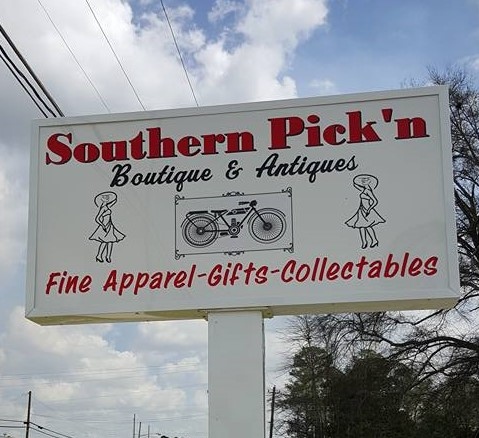 Southern Pick'n
Boutique & Antiques
Fine Apparel-Gifts-Collectables